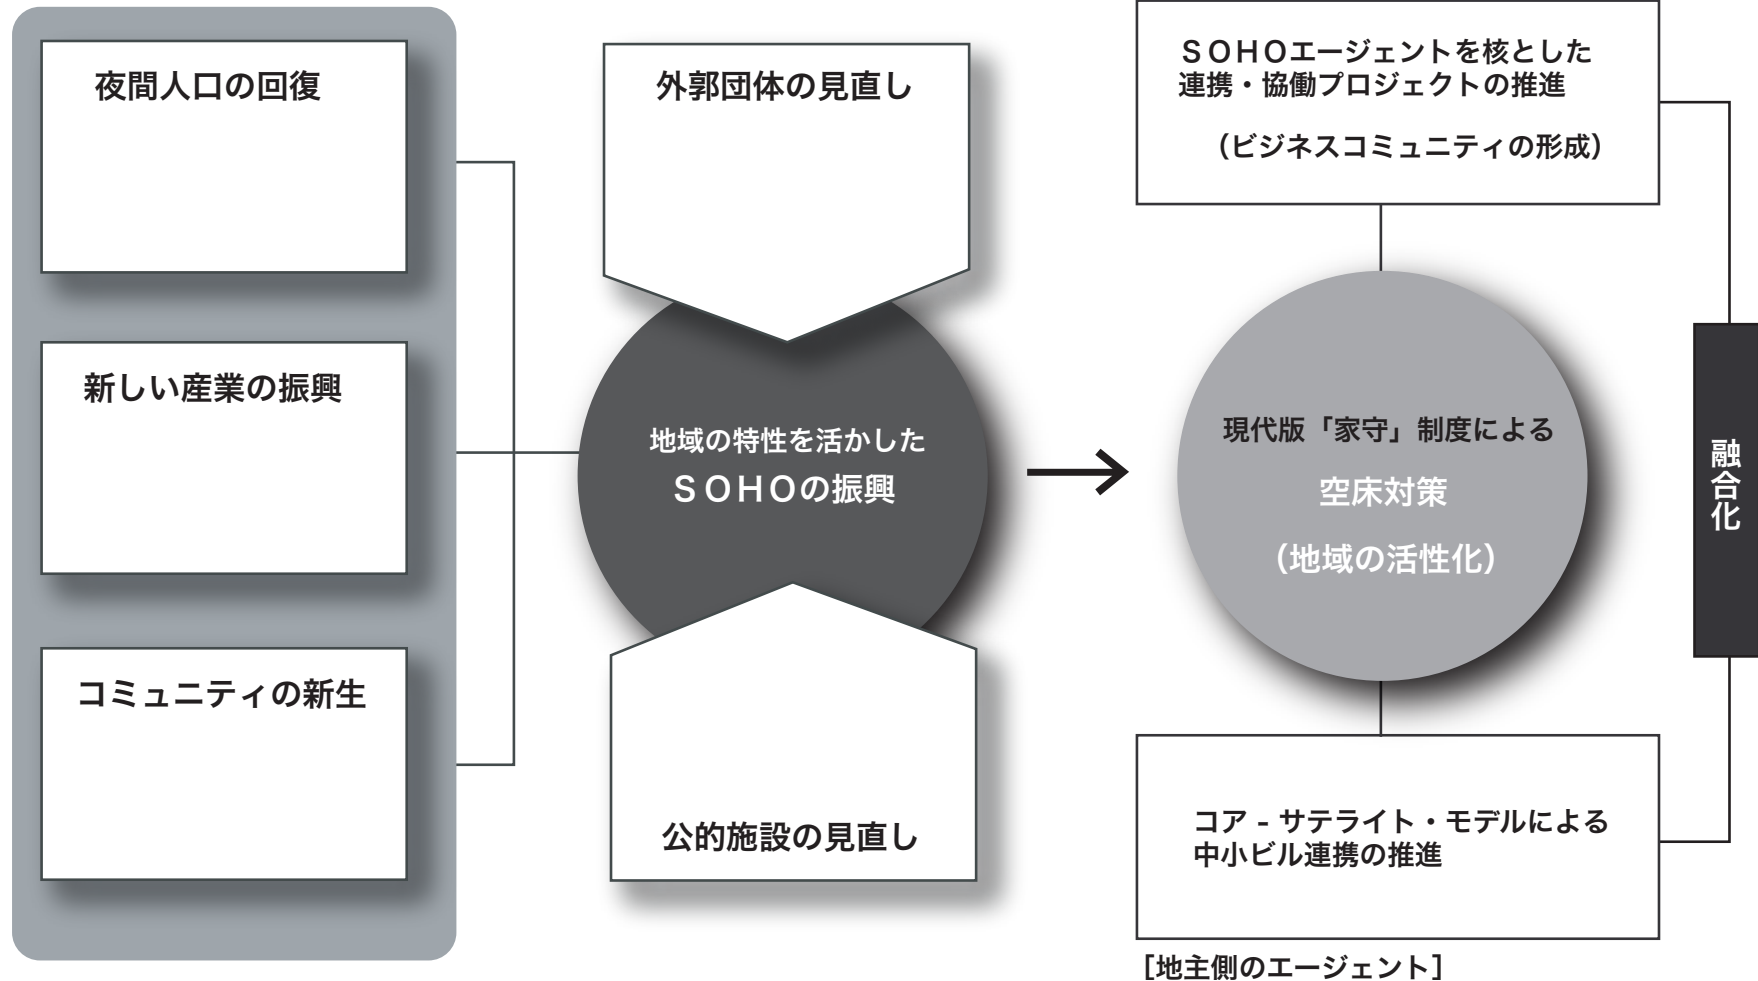 夜間人口の回復
新しい産業の振興
コミュニティの新生
外郭団体の見直し
地域の特性を活かした
ＳＯＨＯの振興
公的施設の見直し
ＳＯＨＯエージェントを核とした
連携・協働プロジェクトの推進
（ビジネスコミュニティの形成）
現代版「家守」制度による
空床対策
（地域の活性化）
コア - サテライト・モデルによる
中小ビル連携の推進
［地主側のエージェント］
融合化